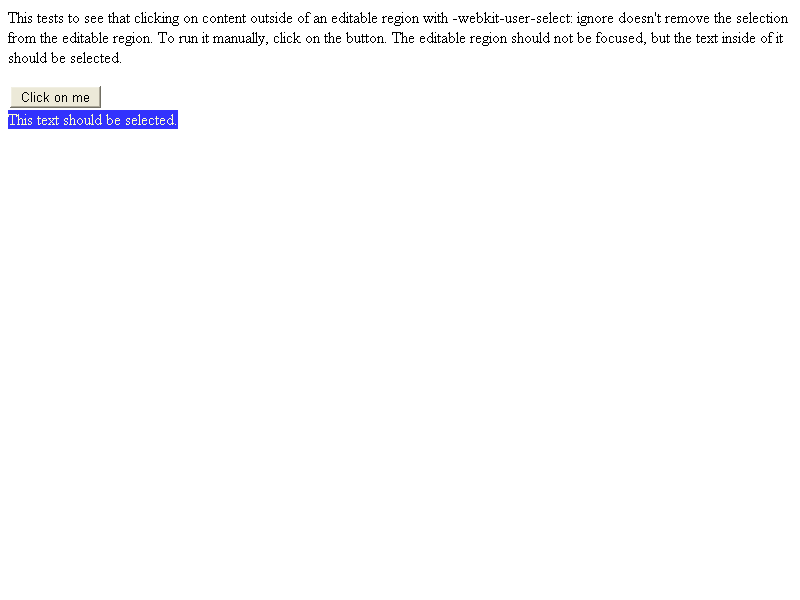 This tests to see that clicking on content outside of an editable region with -webkit-user-select: ignore doesn't remove the selection
from the editable region. To run it manually, click on the button. The editable region should not be focused, but the text inside of it
should be selected.
Click on me
This text should be selected.